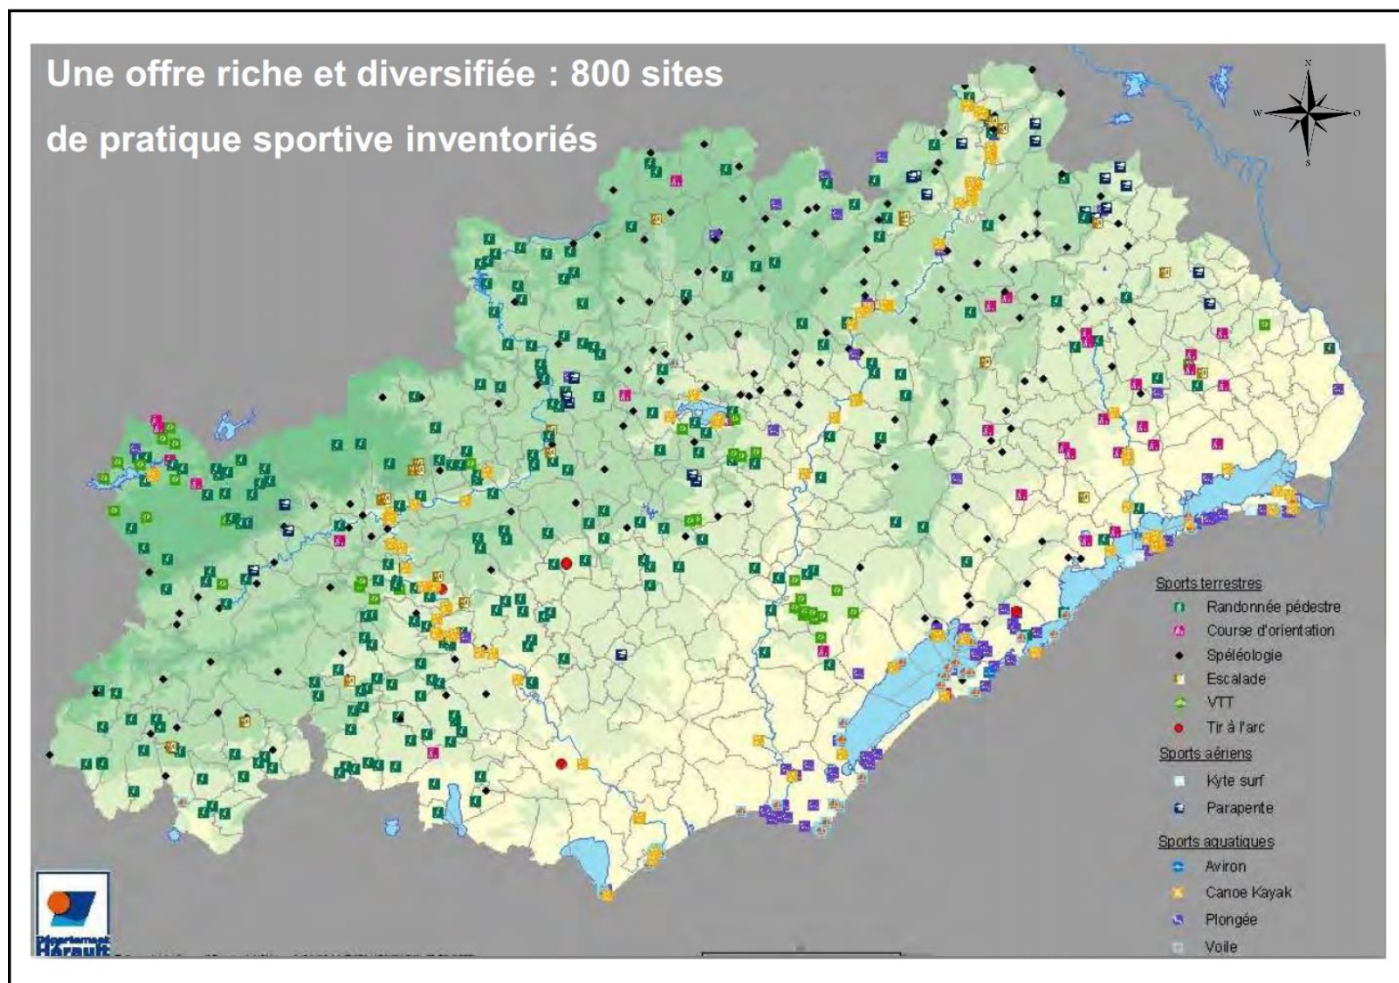 Une offre riche et diversifiée : 800 sites
de pratique sportive inventoriés
N
W
O
S
Sports terrestres
Randonnée pédestre
Course d'orientation
Spéléologie
Escalade
VTT
Tir à l'arc
Sports aériens
Kyte surf
Parapente
Sports aquatiques
Aviron
Canoe Kayak
Plongée
Voile
Département
Hérault